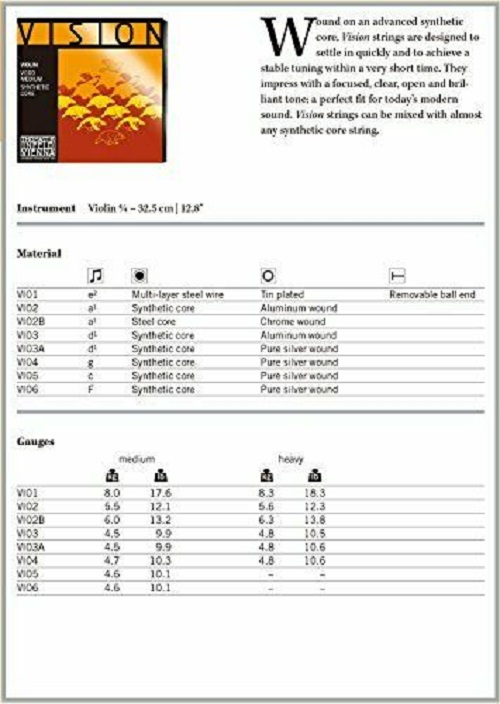 VISION
VIOLIN
VI100
MEDIUM
SYNTHETIC
CORE
THOMASTIK
INFELD
VIENNA
Wound on an advanced synthetic
core, Vision strings are designed to
settle in quickly and to achieve a
stable tuning within a very short time. They
impress with a focused, clear, open and bril-
liant tone; a perfect fit for today's modern
sound. Vision strings can be mixed with almost
any synthetic core string.
Instrument Violin 4/4 – 32.5 cm | 12.8"
Material
VI01 e² Multi-layer steel wire Tin plated Removable ball end
VI02 a¹ Synthetic core Aluminum wound
VI02B a¹ Steel core Chrome wound
VI03 d¹ Synthetic core Aluminum wound
VI03A d¹ Synthetic core Pure silver wound
VI04 g Synthetic core Pure silver wound
VI05 c Synthetic core Pure silver wound
VI06 F Synthetic core Pure silver wound
Gauges
medium heavy
kg lb kg lb
VI01 8.0 17.6 8.3 18.3
VI02 5.5 12.1 5.6 12.3
VI02B 6.0 13.2 6.3 13.8
VI03 4.5 9.9 4.8 10.5
VI03A 4.5 9.9 4.8 10.6
VI04 4.7 10.3 4.8 10.6
VI05 4.6 10.1 – –
VI06 4.6 10.1 – –